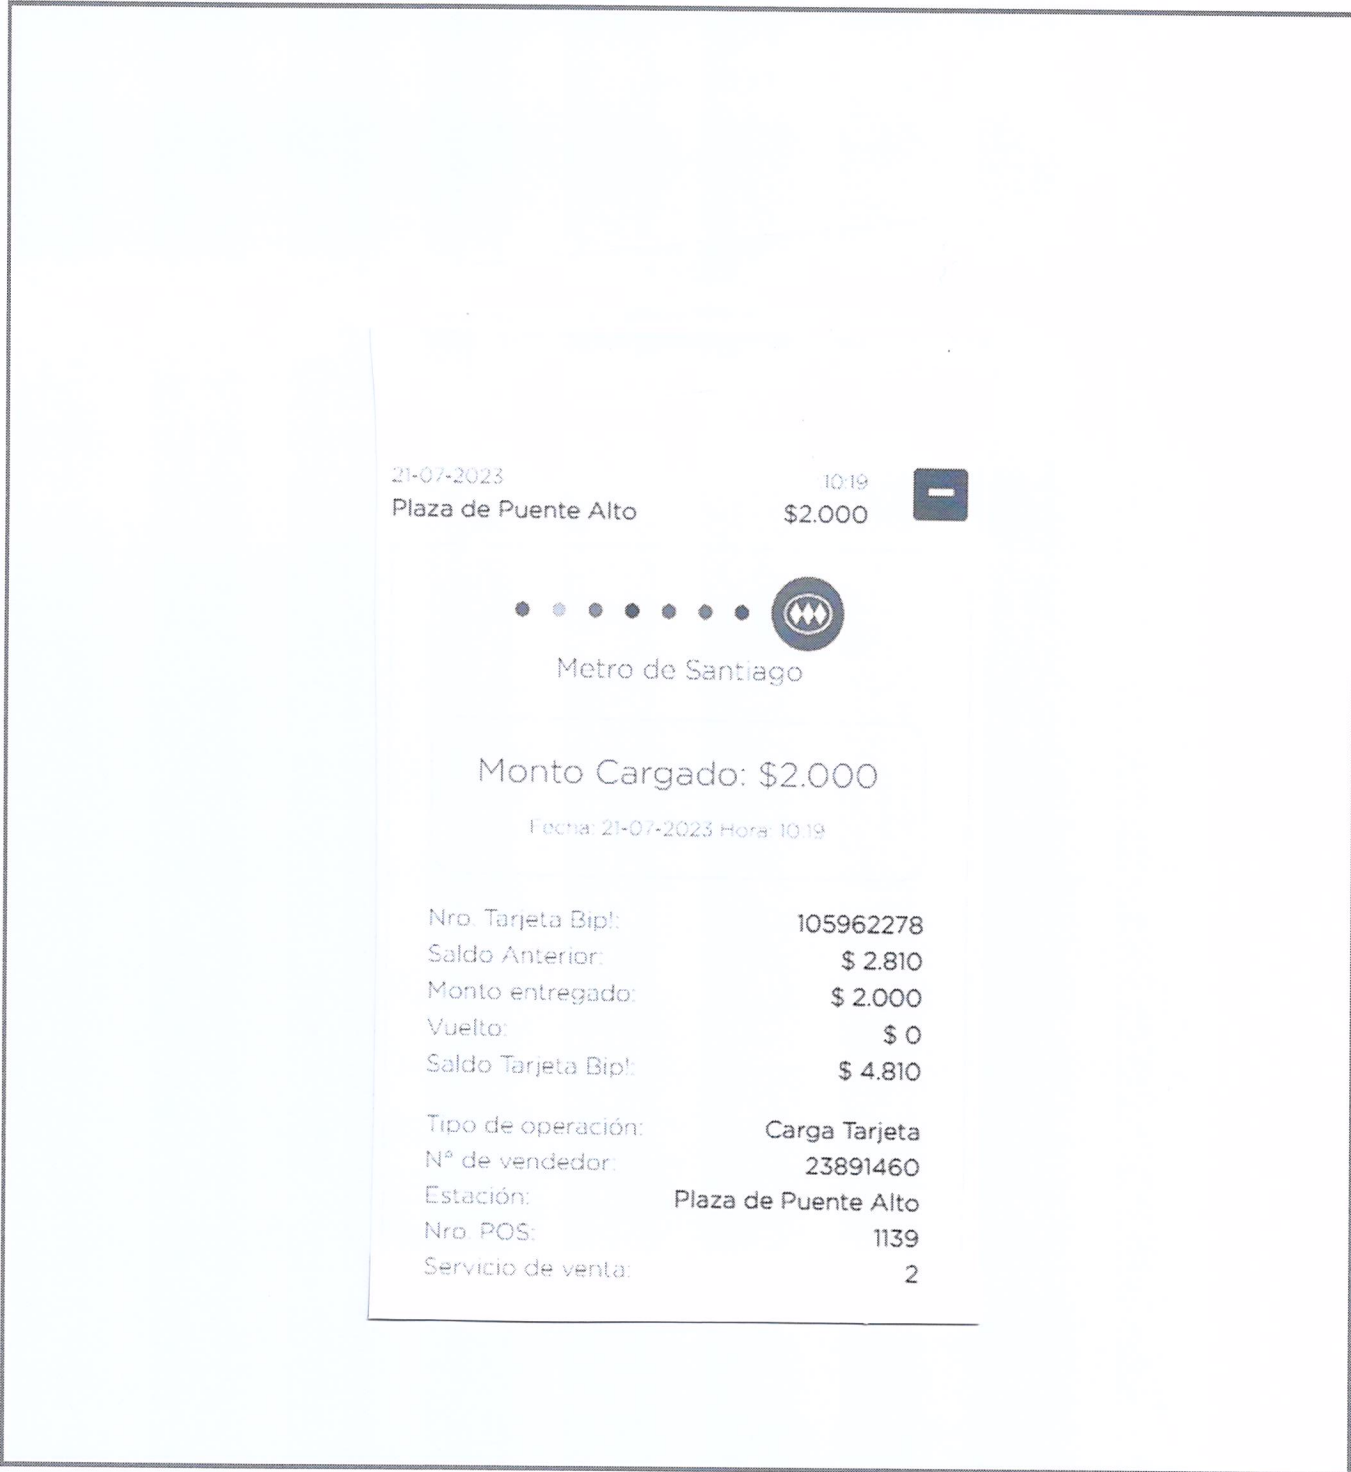 21-07-2023 10:19
Plaza de Puente Alto $2.000
Metro de Santiago
Monto Cargado: $2.000
Fecha: 21-07-2023 Hora: 10:19
Nro. Tarjeta Bip!: 105962278
Saldo Anterior: $ 2.810
Monto entregado: $ 2.000
Vuelto: $ 0
Saldo Tarjeta Bip!: $ 4.810
Tipo de operación: Carga Tarjeta
N° de vendedor: 23891460
Estación: Plaza de Puente Alto
Nro. POS: 1139
Servicio de venta: 2